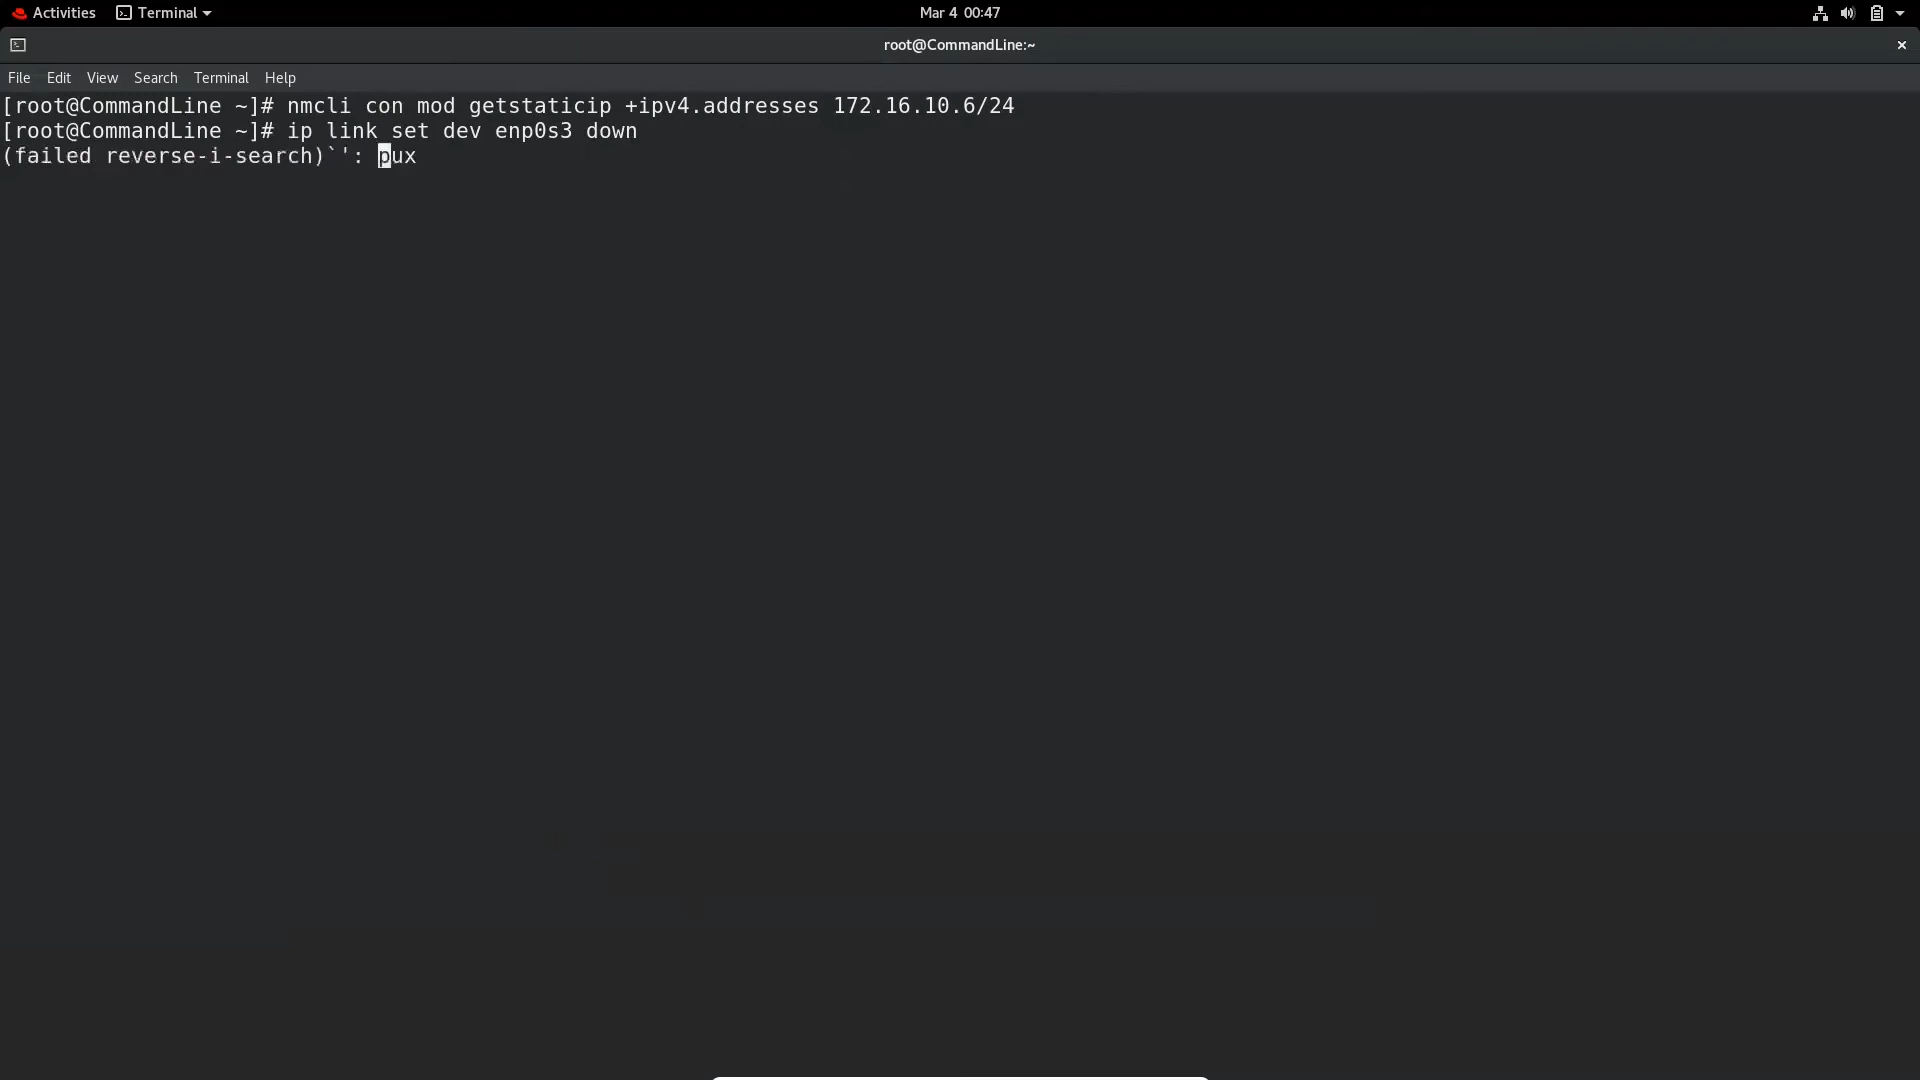 Activities Terminal Mar 4 00:47
root@CommandLine:~
File Edit View Search Terminal Help
[root@CommandLine ~]# nmcli con mod getstaticip +ipv4.addresses 172.16.10.6/24
[root@CommandLine ~]# ip link set dev enp0s3 down
(failed reverse-i-search)`': pux